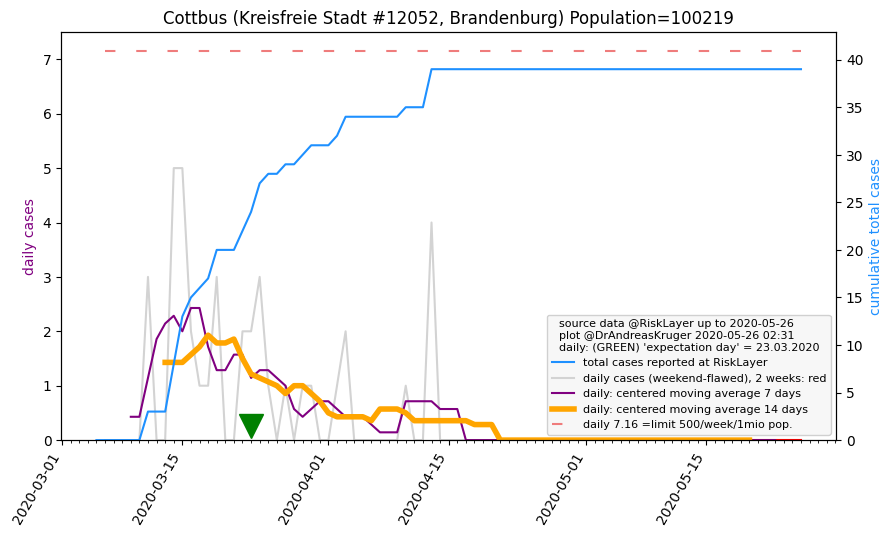 Cottbus (Kreisfreie Stadt #12052, Brandenburg) Population=100219
7
6
5
4
3
2
1
0
daily cases
40
35
30
25
20
15
10
5
0
cumulative total cases
source data @RiskLayer up to 2020-05-26
plot @DrAndreasKruger 2020-05-26 02:31
daily: (GREEN) 'expectation day' = 23.03.2020
total cases reported at RiskLayer
daily cases (weekend-flawed), 2 weeks: red
daily: centered moving average 7 days
daily: centered moving average 14 days
daily 7.16 =limit 500/week/1mio pop.
2020-03-01
2020-03-15
2020-04-01
2020-04-15
2020-05-01
2020-05-15